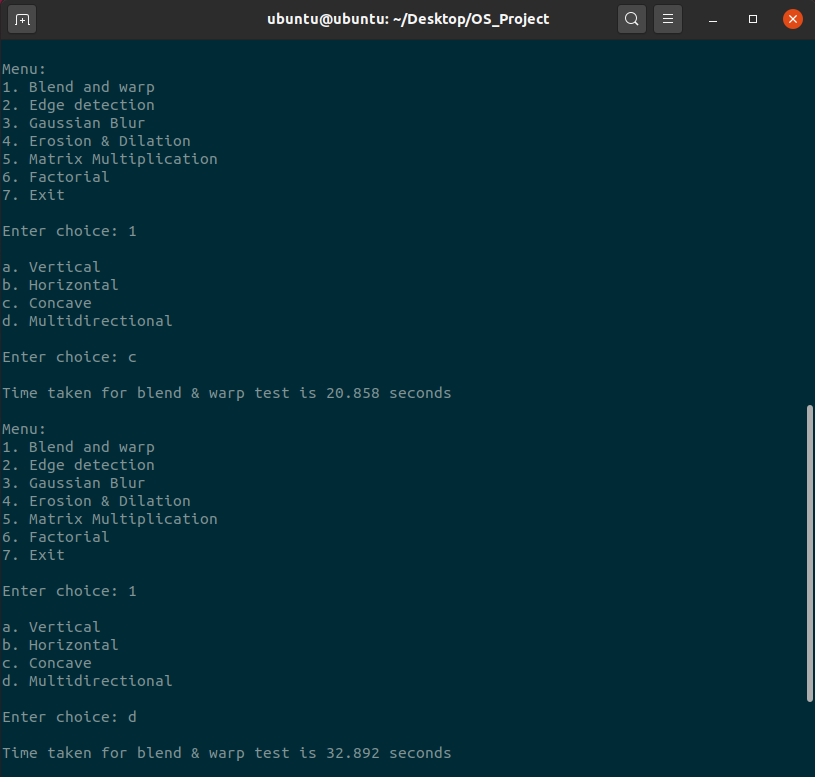 ubuntu@ubuntu: ~/Desktop/OS_Project
Menu:
1. Blend and warp
2. Edge detection
3. Gaussian Blur
4. Erosion & Dilation
5. Matrix Multiplication
6. Factorial
7. Exit
Enter choice: 1
a. Vertical
b. Horizontal
c. Concave
d. Multidirectional
Enter choice: c
Time taken for blend & warp test is 20.858 seconds
Menu:
1. Blend and warp
2. Edge detection
3. Gaussian Blur
4. Erosion & Dilation
5. Matrix Multiplication
6. Factorial
7. Exit
Enter choice: 1
a. Vertical
b. Horizontal
c. Concave
d. Multidirectional
Enter choice: d
Time taken for blend & warp test is 32.892 seconds